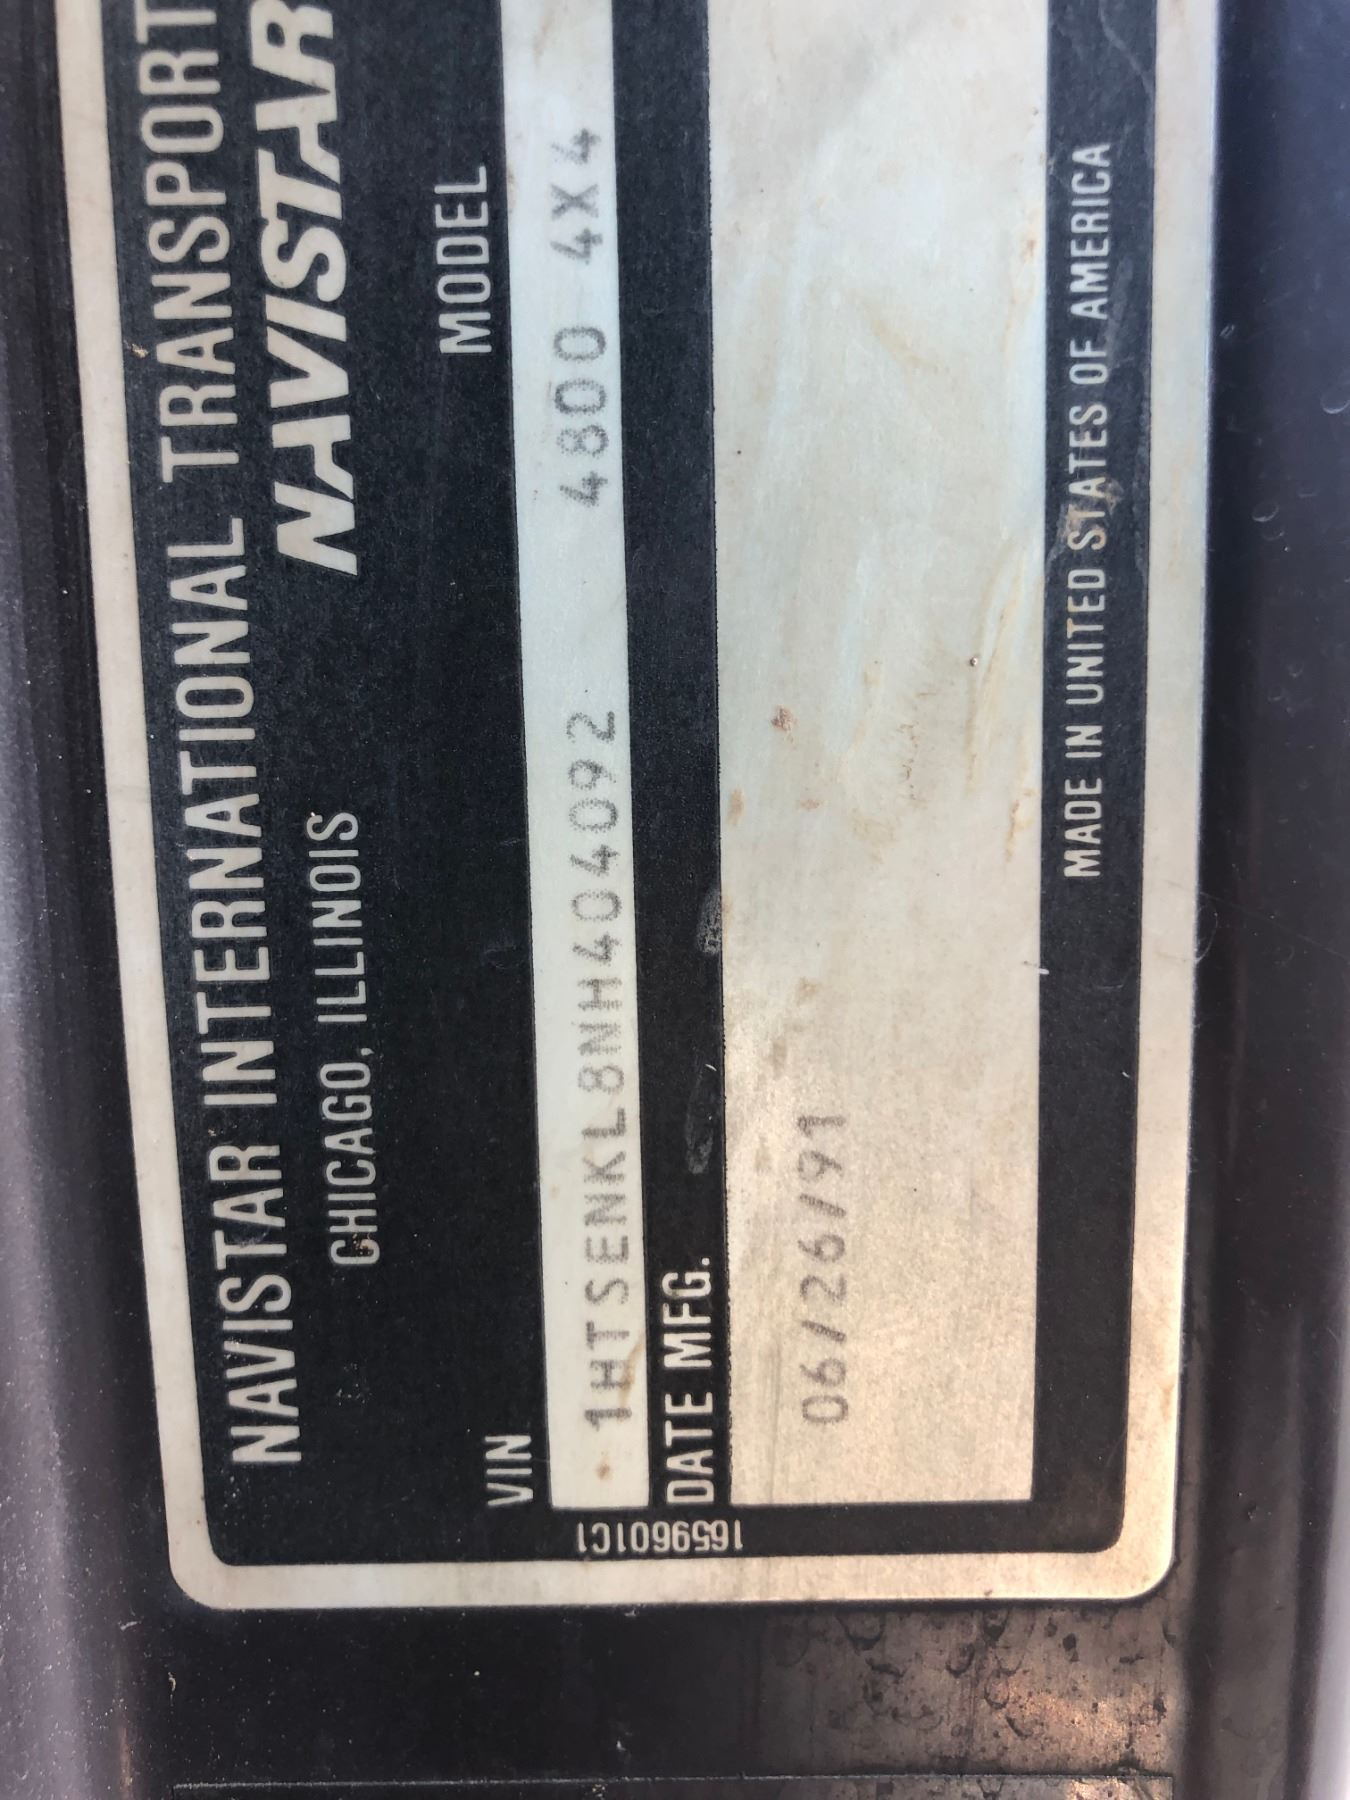 NAVISTAR INTERNATIONAL TRANSPORT
CHICAGO, ILLINOIS
NAVISTAR
VIN
MODEL
1HTSENKL8NH404092
4800 4X4
DATE MFG.
06/26/91
MADE IN UNITED STATES OF AMERICA
1659601C1